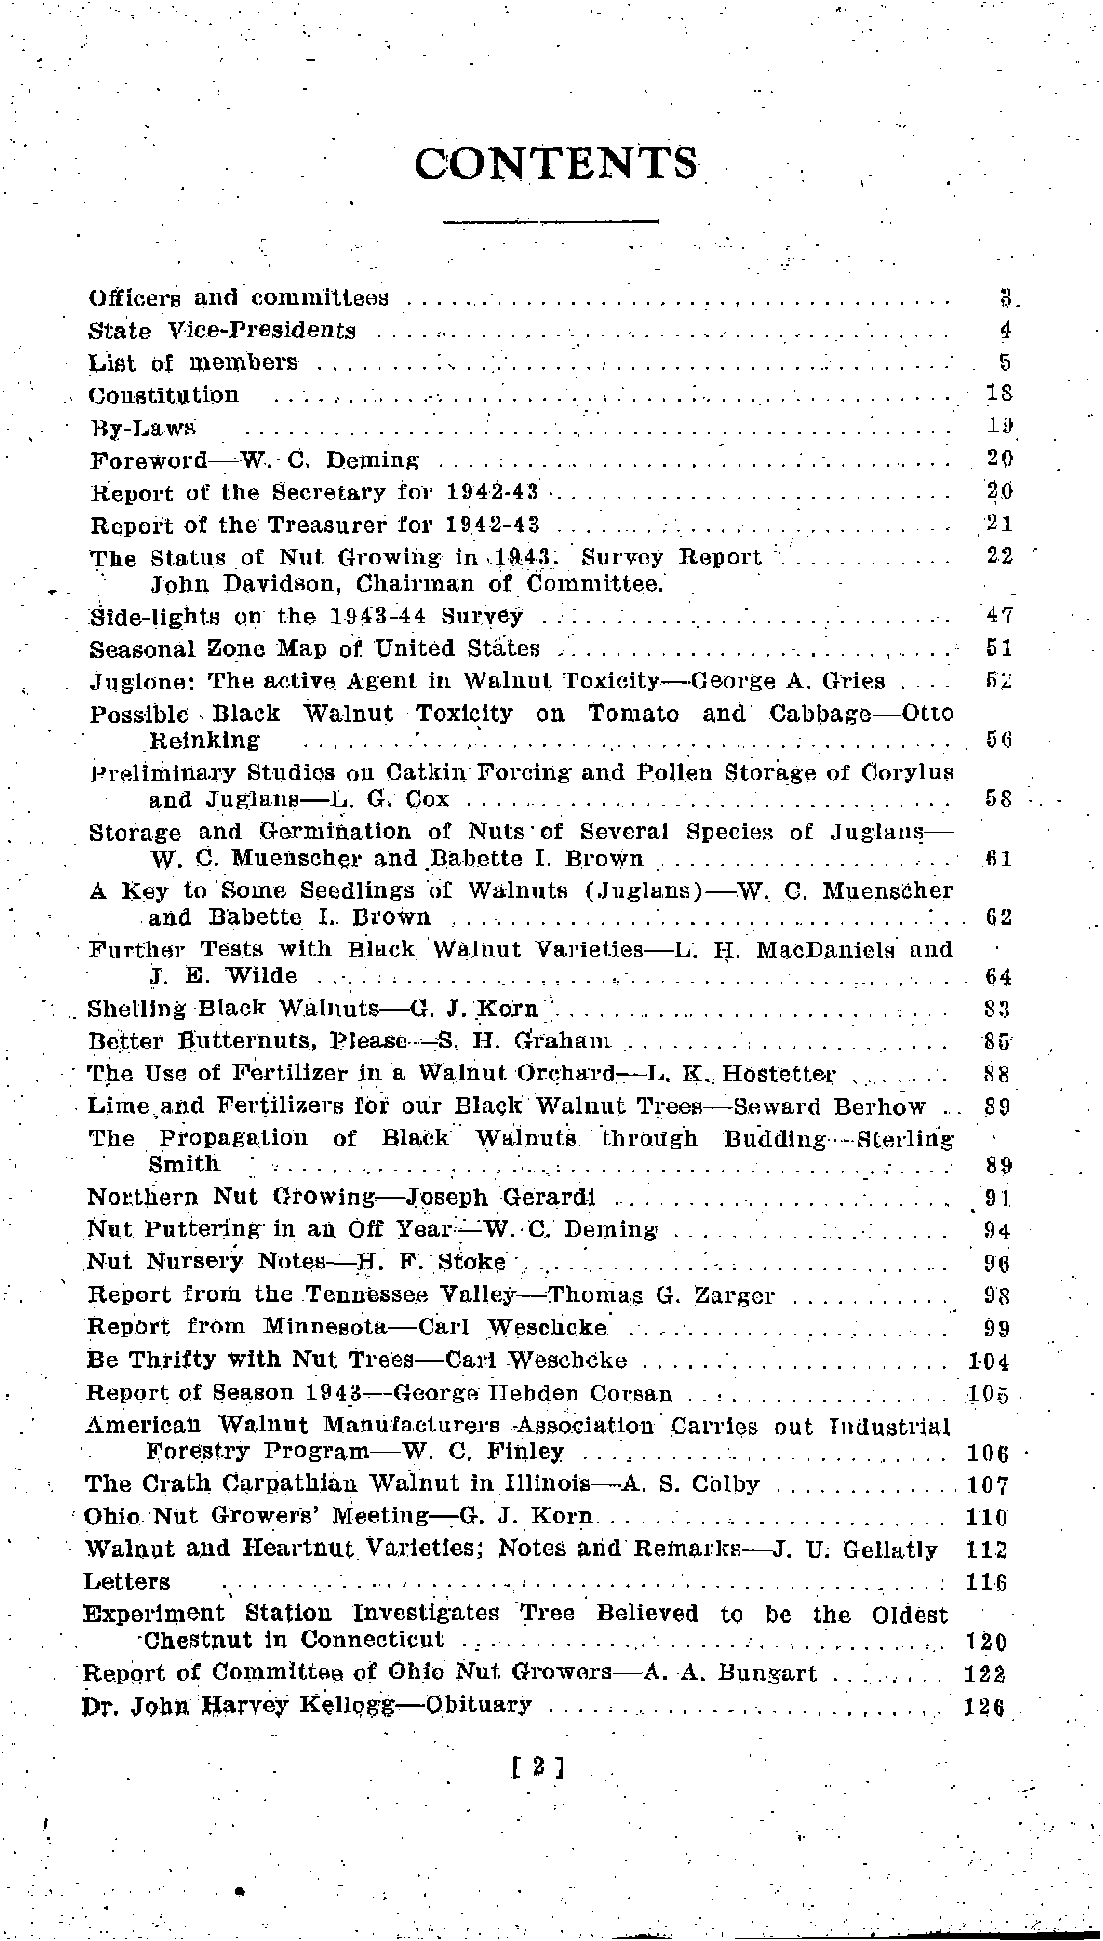 CONTENTS
Officers and committees ........................................ 3
State Vice-Presidents ........................................ 4
List of members ........................................ 5
Constitution ........................................ 18
By-Laws ........................................ 19
Foreword—W. C. Deming ........................................ 20
Report of the Secretary for 1942-43 ............................ 20
Report of the Treasurer for 1942-43 ............................ 21
The Status of Nut Growing in 1943. Survey Report ............ 22
John Davidson, Chairman of Committee.
Side-lights on the 1943-44 Survey ............................ 47
Seasonal Zone Map of United States ............................ 51
Juglone: The active Agent in Walnut Toxicity—George A. Gries .... 52
Possible Black Walnut Toxicity on Tomato and Cabbage—Otto
Reinking ........................................ 56
Preliminary Studies on Catkin Forcing and Pollen Storage of Corylus
and Juglans—L. G. Cox ................................ 58
Storage and Germination of Nuts of Several Species of Juglans—
W. C. Muenscher and Babette I. Brown .................... 61
A Key to Some Seedlings of Walnuts (Juglans)—W. C. Muenscher
and Babette I. Brown ................................ 62
Further Tests with Black Walnut Varieties—L. H. MacDaniels and
J. E. Wilde ........................................ 64
Shelling Black Walnuts—G. J. Korn ............................ 83
Better Butternuts, Please—S. H. Graham ........................ 85
The Use of Fertilizer in a Walnut Orchard—L. K. Hostetter ....... 88
Lime and Fertilizers for our Black Walnut Trees—Seward Berhow .. 89
The Propagation of Black Walnuts through Budding—Sterling
Smith ........................................ 89
Northern Nut Growing—Joseph Gerardi ........................ 91
Nut Puttering in an Off Year—W. C. Deming .................... 94
Nut Nursery Notes—H. F. Stoke ................................ 96
Report from the Tennessee Valley—Thomas G. Zarger ........... 98
Report from Minnesota—Carl Weschcke ........................ 99
Be Thrifty with Nut Trees—Carl Weschcke ...................... 104
Report of Season 1943—George Hebden Corsan .................. 105
American Walnut Manufacturers Association Carries out Industrial
Forestry Program—W. C. Finley .......................... 106
The Crath Carpathian Walnut in Illinois—A. S. Colby ............. 107
Ohio Nut Growers' Meeting—G. J. Korn ........................ 110
Walnut and Heartnut Varieties; Notes and Remarks—J. U. Gellatly 112
Letters ........................................ 116
Experiment Station Investigates Tree Believed to be the Oldest
Chestnut in Connecticut ................................ 120
Report of Committee of Ohio Nut Growers—A. A. Bungart ........ 122
Dr. John Harvey Kellogg—Obituary ............................ 126
[ 2 ]